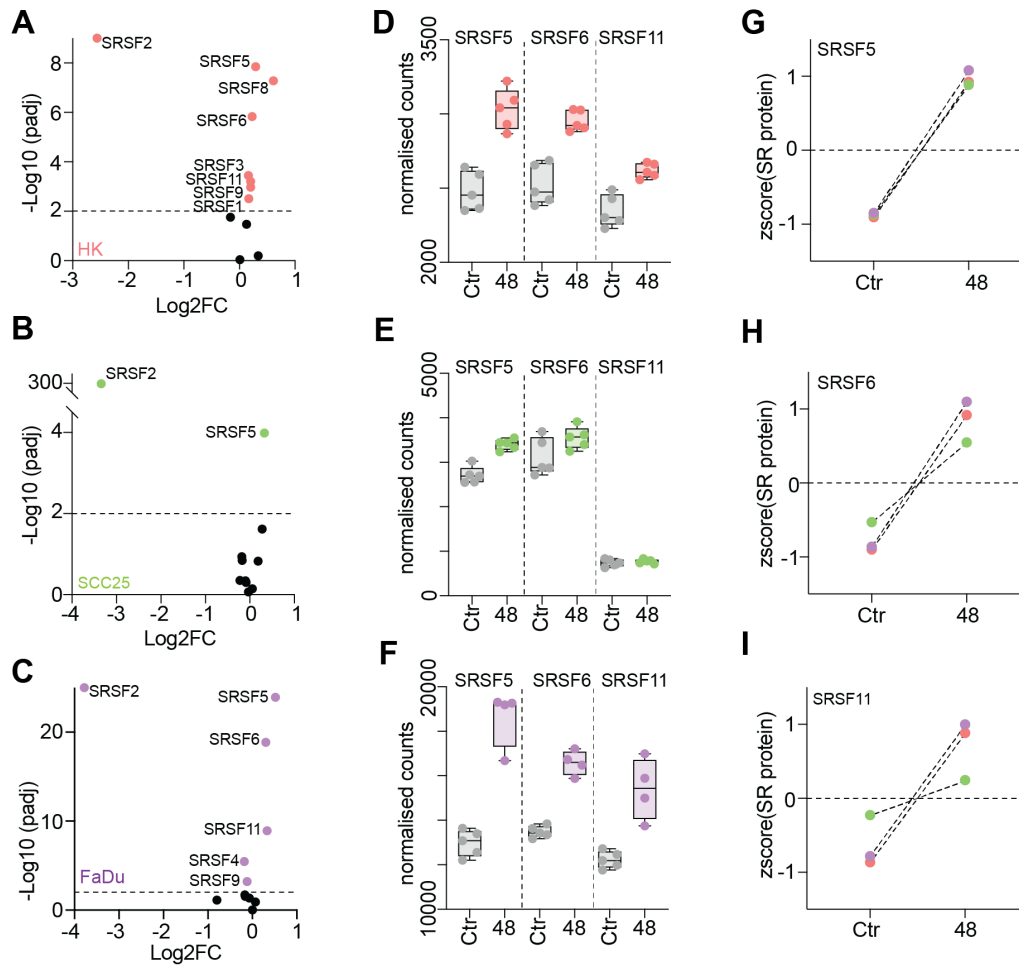 A
SRSF2
SRSF5
SRSF8
SRSF6
SRSF3
SRSF11
SRSF9
SRSF1
HK
-Log10 (padj)
8
6
4
2
0
-3
-2
-1
0
1
Log2FC
B
SRSF2
SRSF5
SCC25
-Log10 (padj)
300
4
2
0
-4
-3
-2
-1
0
1
Log2FC
C
SRSF2
SRSF5
SRSF6
SRSF11
SRSF4
SRSF9
FaDu
-Log10 (padj)
20
10
0
-4
-3
-2
-1
0
1
Log2FC
D
SRSF5 SRSF6 SRSF11
normalised counts
3500
2000
Ctr 48 Ctr 48 Ctr 48
E
SRSF5 SRSF6 SRSF11
normalised counts
5000
0
Ctr 48 Ctr 48 Ctr 48
F
SRSF5 SRSF6 SRSF11
normalised counts
20000
10000
Ctr 48 Ctr 48 Ctr 48
G
SRSF5
zscore(SR protein)
1
0
-1
Ctr 48
H
SRSF6
zscore(SR protein)
1
0
-1
Ctr 48
I
SRSF11
zscore(SR protein)
1
0
-1
Ctr 48